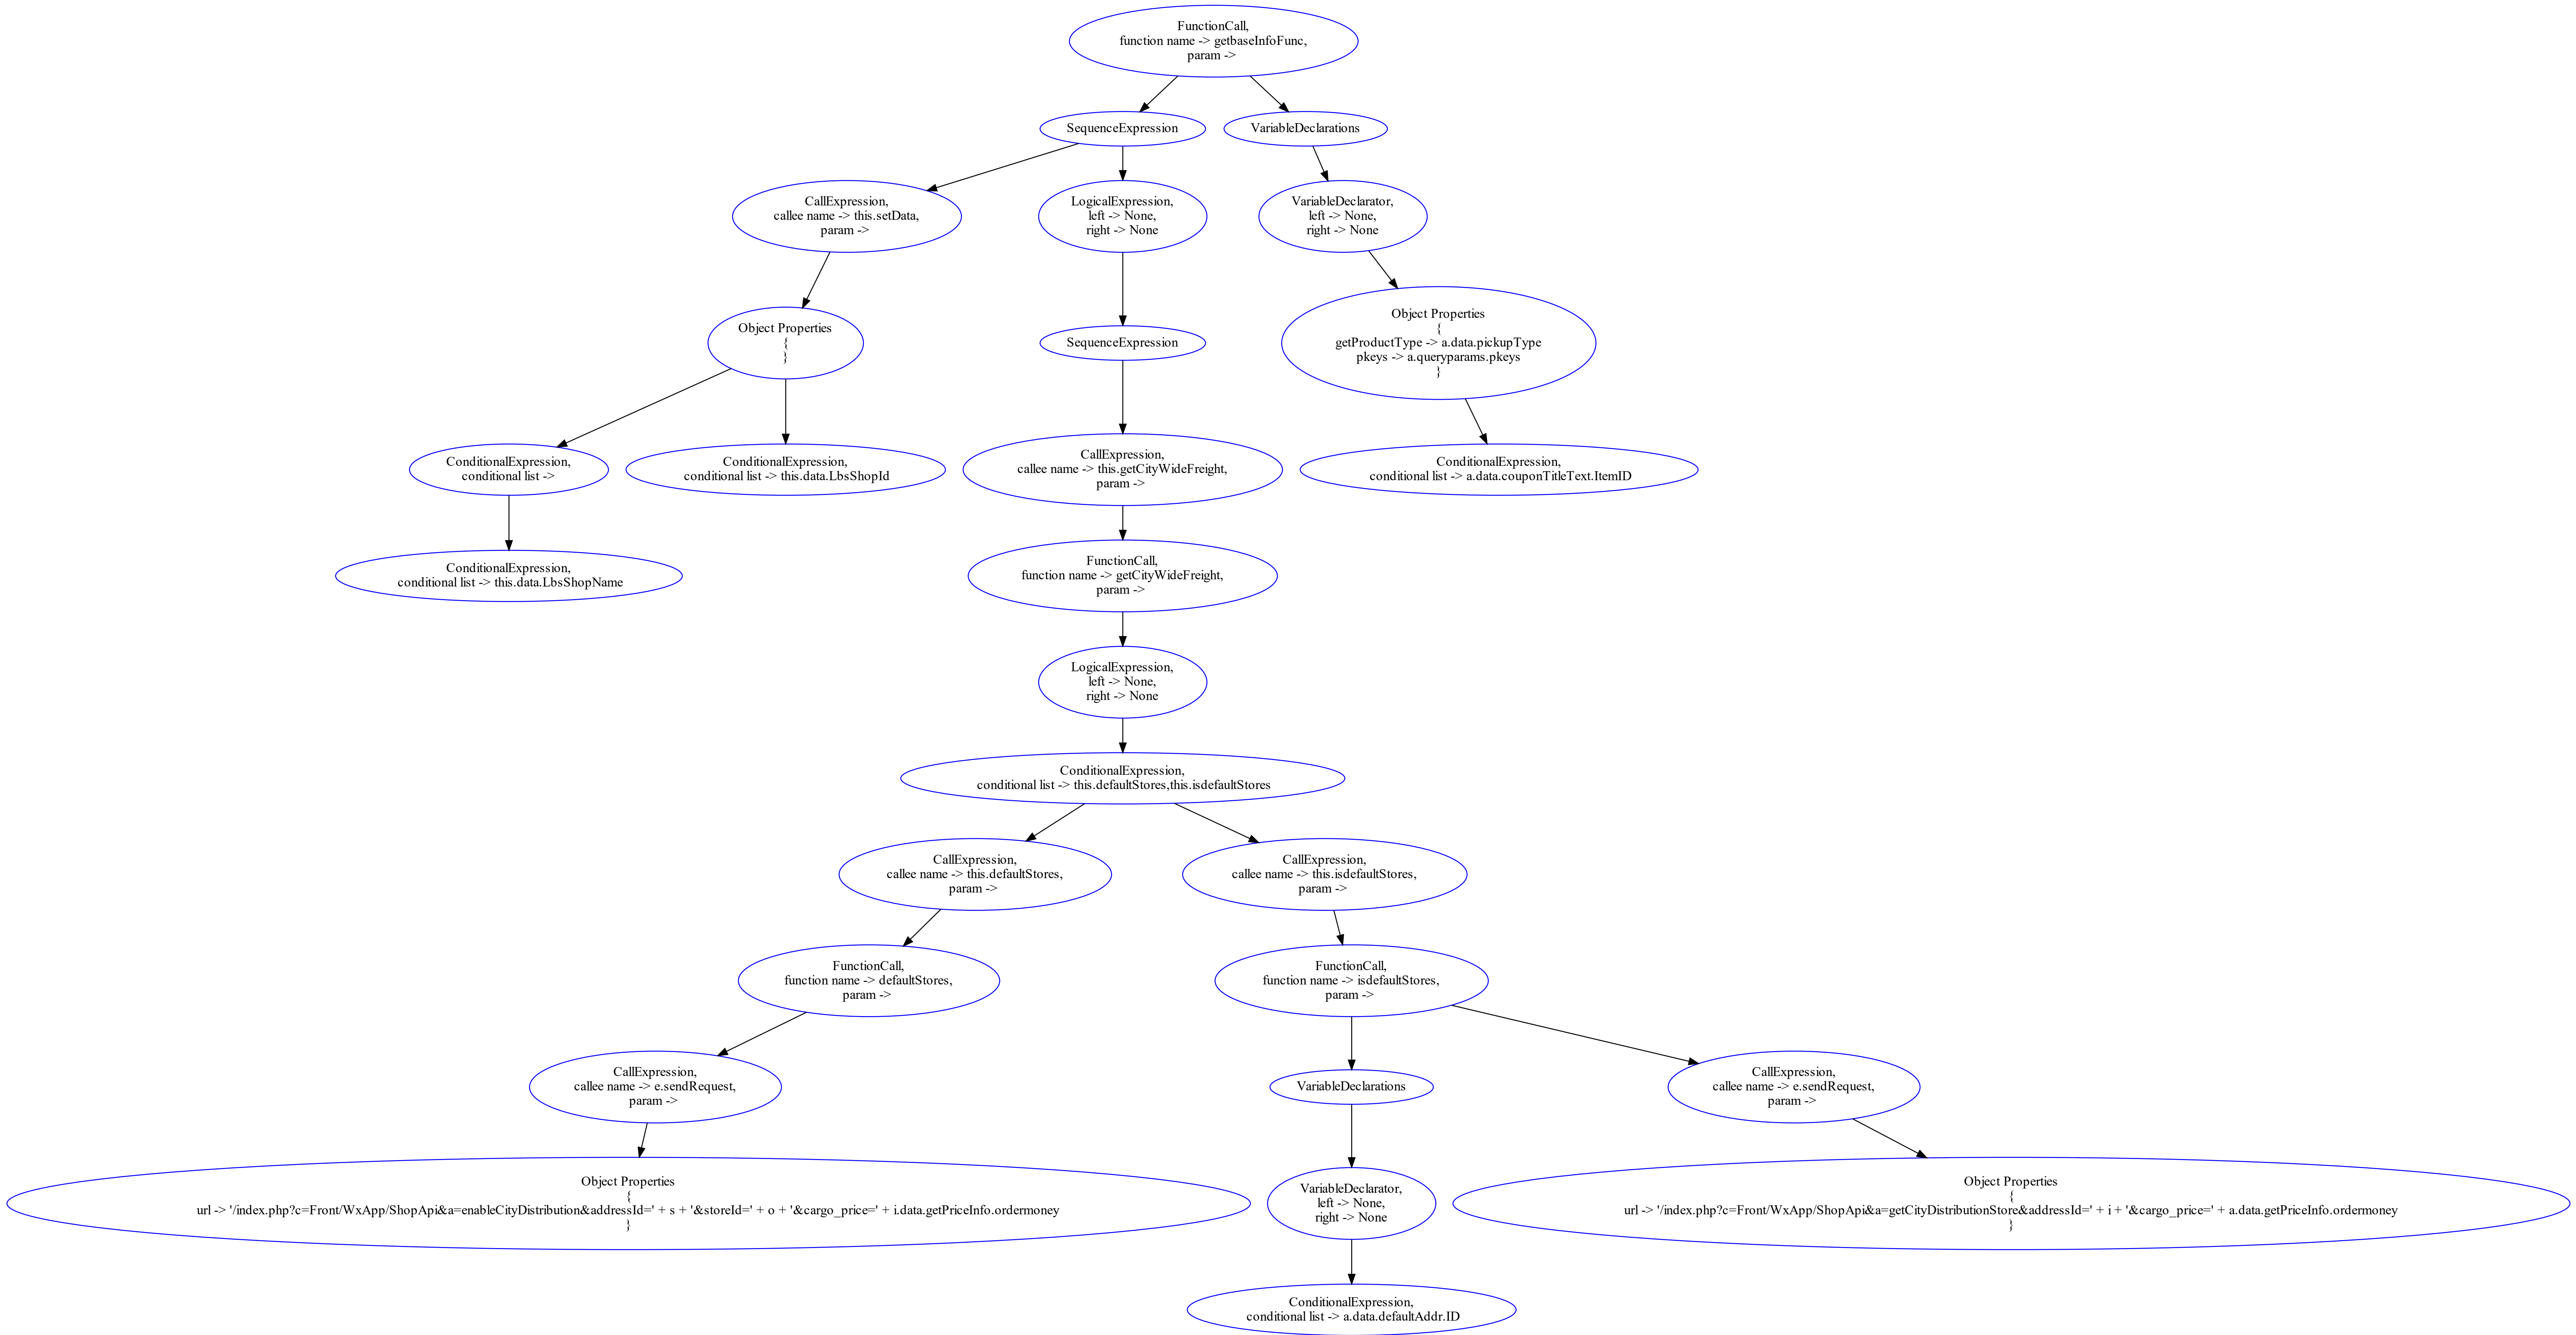 FunctionCall,
function name -> getbaseInfoFunc,
param ->
SequenceExpression
VariableDeclarations
CallExpression,
callee name -> this.setData,
param ->
LogicalExpression,
left -> None,
right -> None
VariableDeclarator,
left -> None,
right -> None
Object Properties
{
}
SequenceExpression
Object Properties
{
getProductType -> a.data.pickupType
pkeys -> a.queryparams.pkeys
}
ConditionalExpression,
conditional list ->
ConditionalExpression,
conditional list -> this.data.LbsShopId
CallExpression,
callee name -> this.getCityWideFreight,
param ->
ConditionalExpression,
conditional list -> a.data.couponTitleText.ItemID
ConditionalExpression,
conditional list -> this.data.LbsShopName
FunctionCall,
function name -> getCityWideFreight,
param ->
LogicalExpression,
left -> None,
right -> None
ConditionalExpression,
conditional list -> this.defaultStores,this.isdefaultStores
CallExpression,
callee name -> this.defaultStores,
param ->
CallExpression,
callee name -> this.isdefaultStores,
param ->
FunctionCall,
function name -> defaultStores,
param ->
FunctionCall,
function name -> isdefaultStores,
param ->
CallExpression,
callee name -> e.sendRequest,
param ->
VariableDeclarations
CallExpression,
callee name -> e.sendRequest,
param ->
Object Properties
{
url -> '/index.php?c=Front/WxApp/ShopApi&a=enableCityDistribution&addressId=' + s + '&storeId=' + o + '&cargo_price=' + i.data.getPriceInfo.ordermoney
}
VariableDeclarator,
left -> None,
right -> None
Object Properties
{
url -> '/index.php?c=Front/WxApp/ShopApi&a=getCityDistributionStore&addressId=' + i + '&cargo_price=' + a.data.getPriceInfo.ordermoney
}
ConditionalExpression,
conditional list -> a.data.defaultAddr.ID